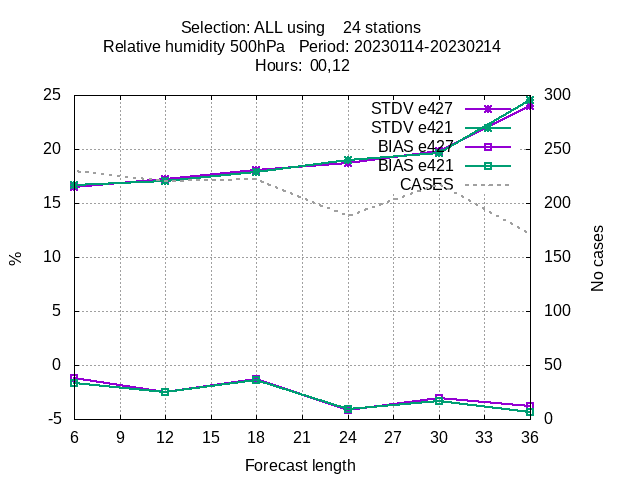 Selection: ALL using    24 stations
Relative humidity 500hPa   Period: 20230114-20230214
Hours:  00,12
25 300
STDV e427
STDV e421
20 250
BIAS e427
BIAS e421
CASES
15 200
10 150
% No cases
5 100
0 50
-5 0
6 9 12 15 18 21 24 27 30 33 36
Forecast length